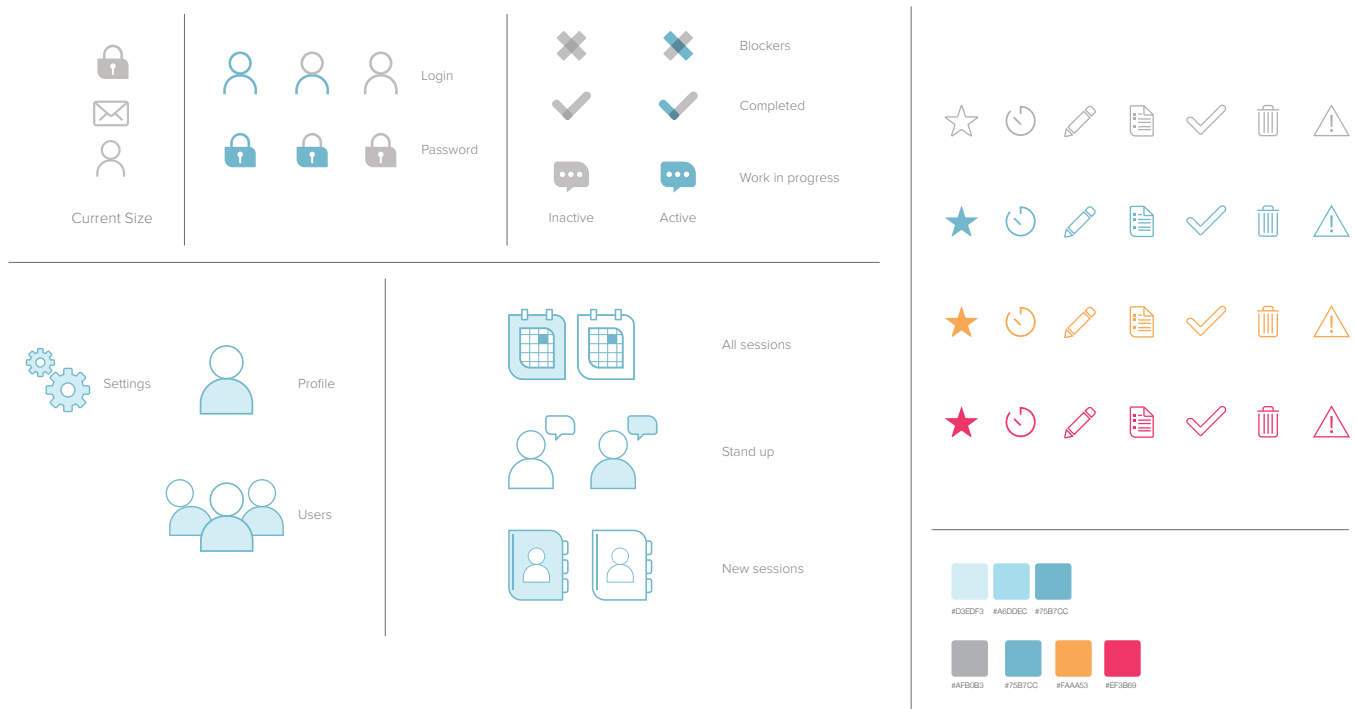 Current Size
Login
Password
Blockers
Completed
Work in progress
Inactive
Active
Settings
Profile
Users
All sessions
Stand up
New sessions
#D3EDF3
#A6DDEC
#75B7CC
#AFB0B3
#75B7CC
#FAAA53
#EF3B69